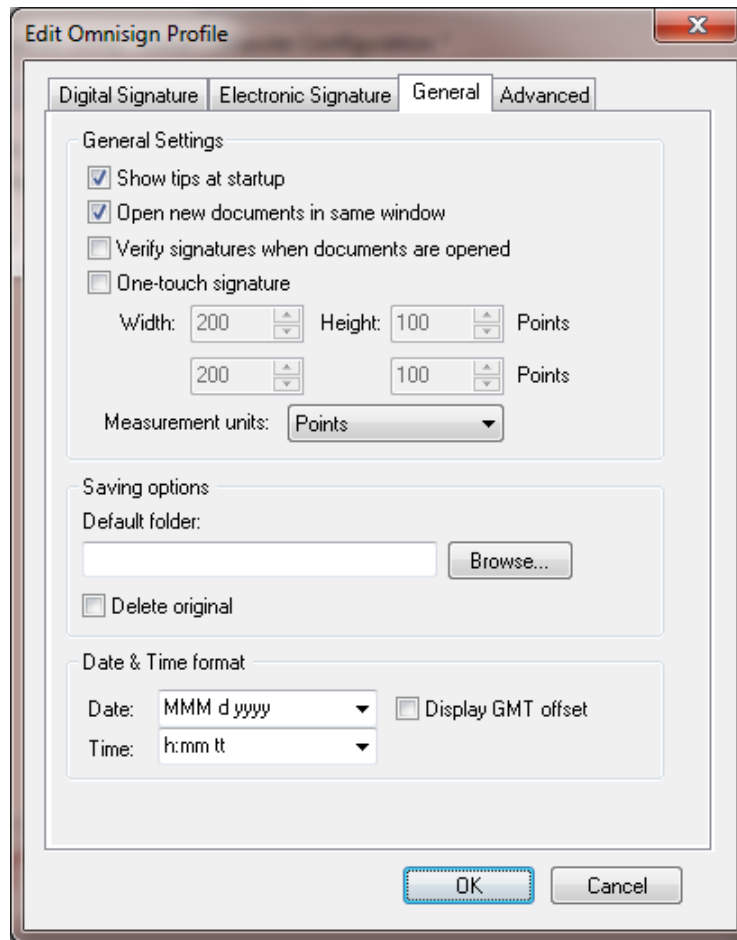 Edit Omnisign Profile
Digital Signature Electronic Signature General Advanced
General Settings
Show tips at startup
Open new documents in same window
Verify signatures when documents are opened
One-touch signature
Width: 200 Height: 100 Points
200 100 Points
Measurement units: Points
Saving options
Default folder:
Browse...
Delete original
Date & Time format
Date: MMM d yyyy Display GMT offset
Time: h:mm tt
OK Cancel